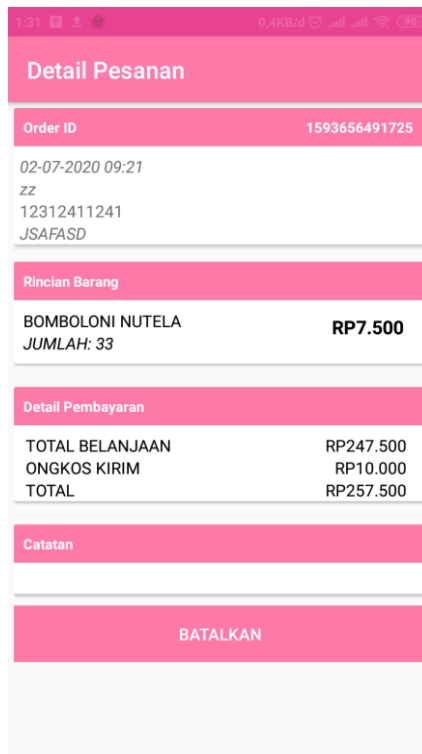 1:31 0,4KB/d 90
Detail Pesanan
Order ID 1593656491725
02-07-2020 09:21
zz
12312411241
JSAFASD
Rincian Barang
BOMBOLONI NUTELA RP7.500
JUMLAH: 33
Detail Pembayaran
TOTAL BELANJAAN RP247.500
ONGKOS KIRIM RP10.000
TOTAL RP257.500
Catatan
BATALKAN